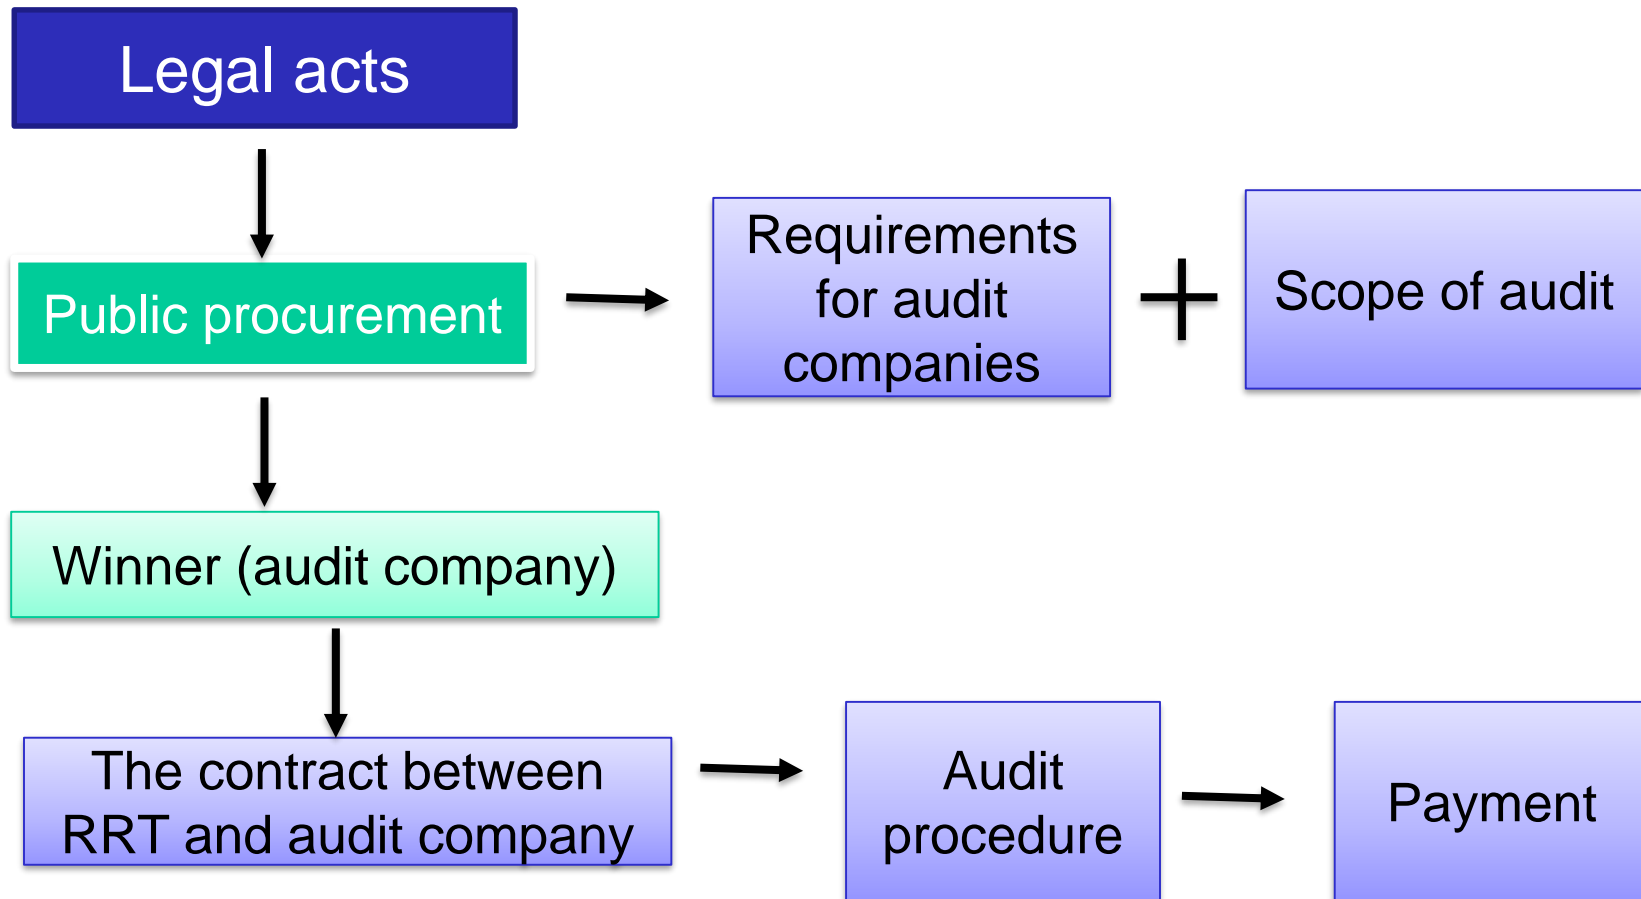 Legal acts
Public procurement
Requirements
for audit
companies
Scope of audit
Winner (audit company)
The contract between
RRT and audit company
Audit
procedure
Payment